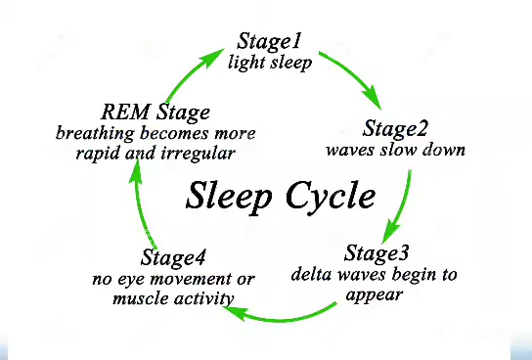 Stage1
light sleep
Stage2
waves slow down
Stage3
delta waves begin to
appear
Stage4
no eye movement or
muscle activity
REM Stage
breathing becomes more
rapid and irregular
Sleep Cycle